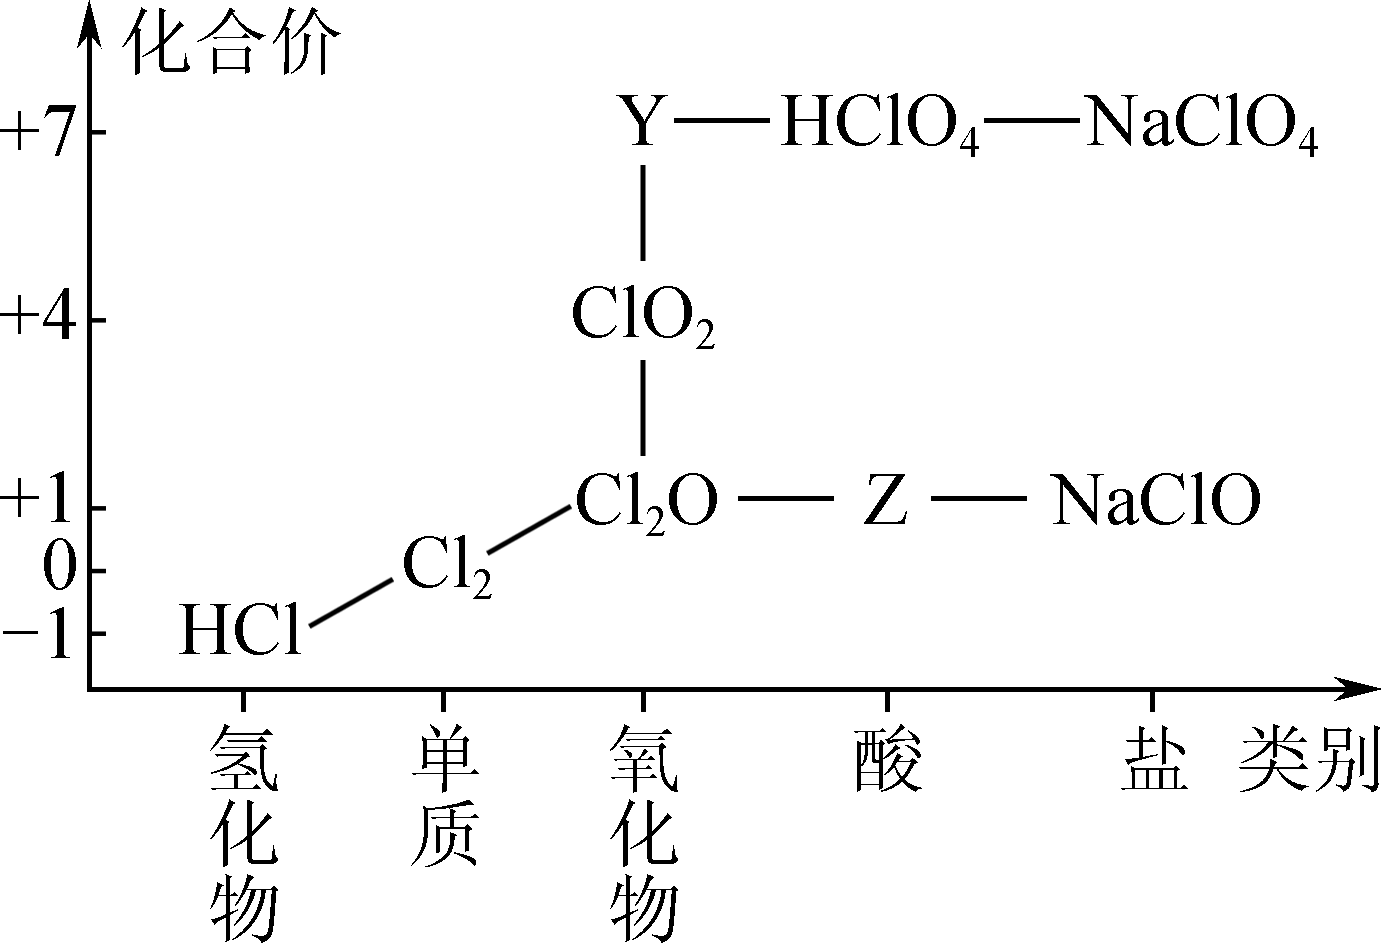 化合价
+7
Y — HClO₄ — NaClO₄
+4
ClO₂
+1
Cl₂O — Z — NaClO
0
Cl₂
−1
HCl
氢化物
单质
氧化物
酸
盐
类别